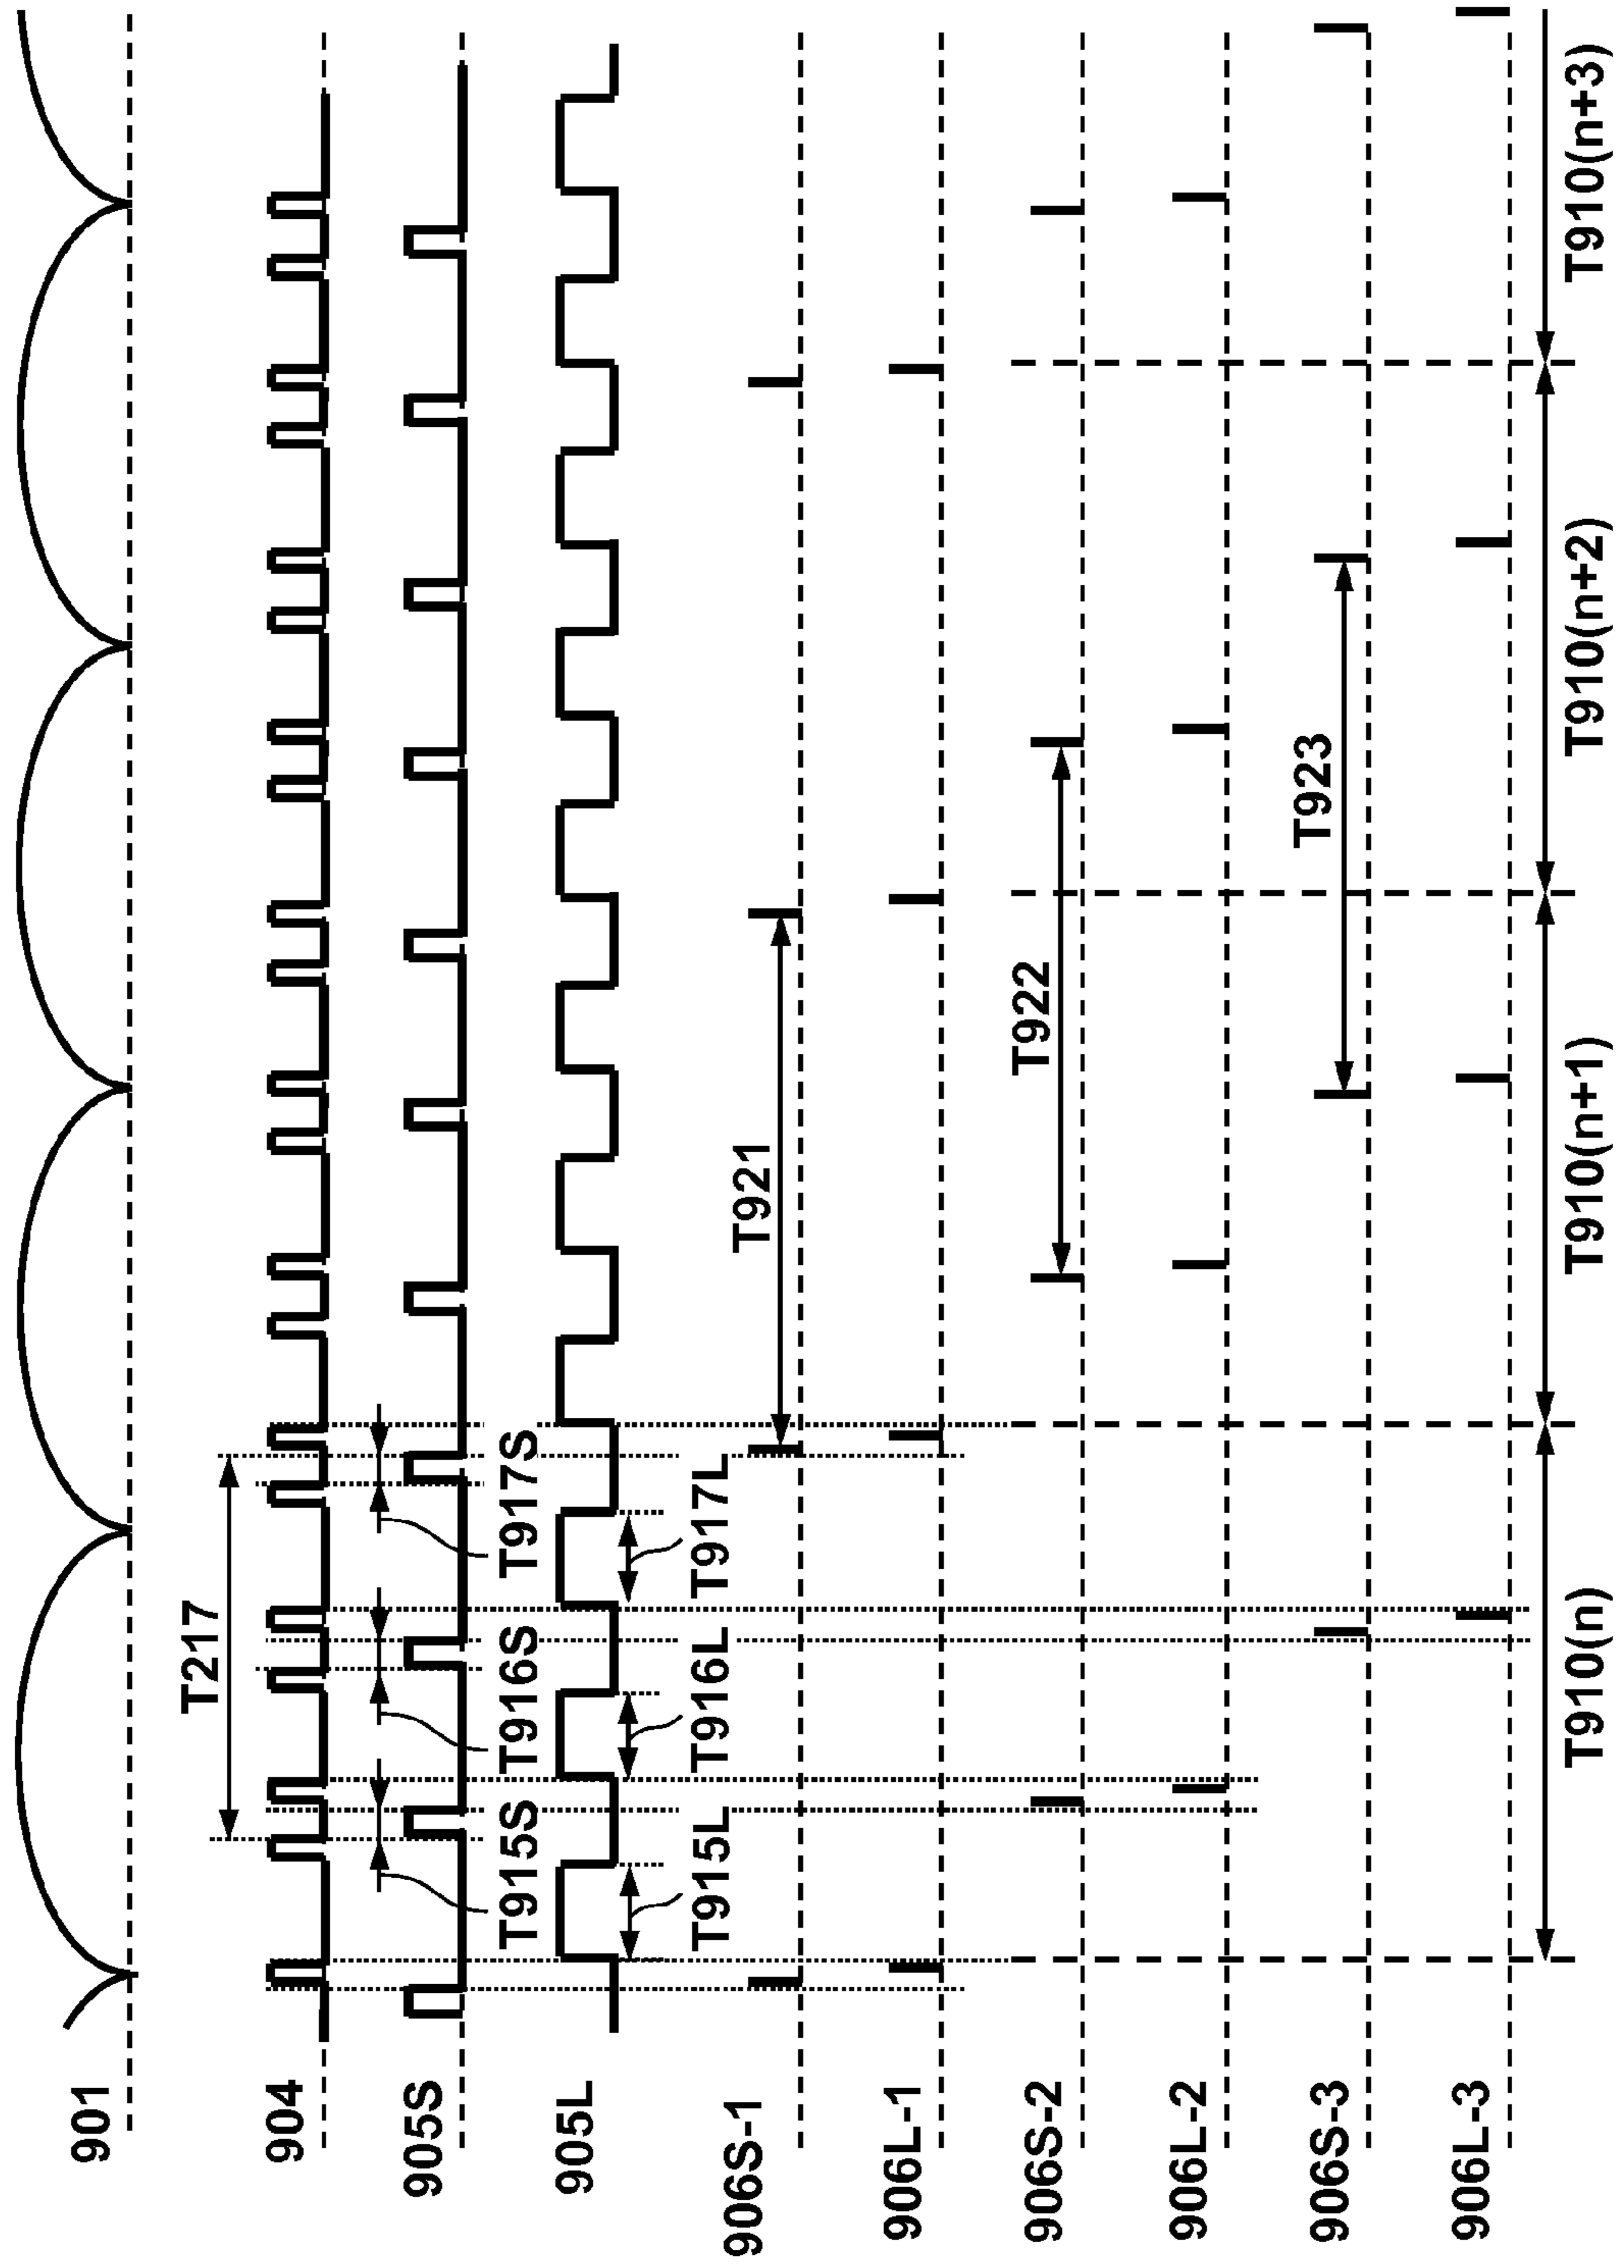 901
904
T217
905S
T915S
T916S
T917S
905L
T915L
T916L
T917L
906S-1
T921
906L-1
906S-2
T922
906L-2
906S-3
T923
906L-3
T910(n)
T910(n+1)
T910(n+2)
T910(n+3)